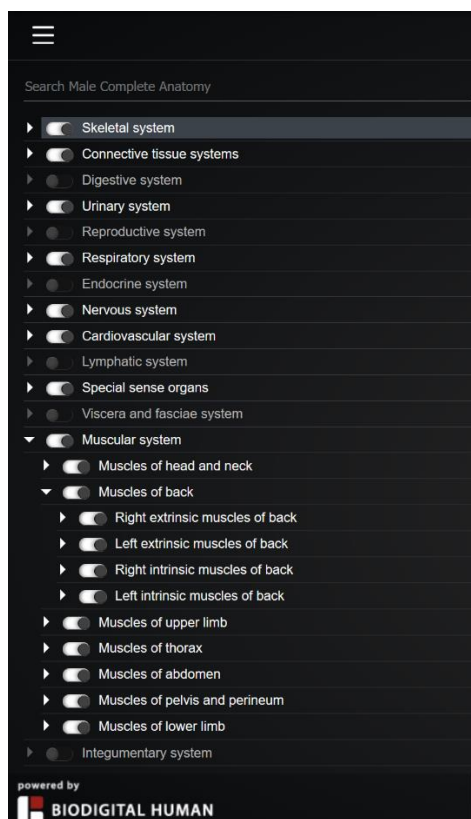 Search Male Complete Anatomy
Skeletal system
Connective tissue systems
Digestive system
Urinary system
Reproductive system
Respiratory system
Endocrine system
Nervous system
Cardiovascular system
Lymphatic system
Special sense organs
Viscera and fasciae system
Muscular system
Muscles of head and neck
Muscles of back
Right extrinsic muscles of back
Left extrinsic muscles of back
Right intrinsic muscles of back
Left intrinsic muscles of back
Muscles of upper limb
Muscles of thorax
Muscles of abdomen
Muscles of pelvis and perineum
Muscles of lower limb
Integumentary system
powered by
BIODIGITAL HUMAN